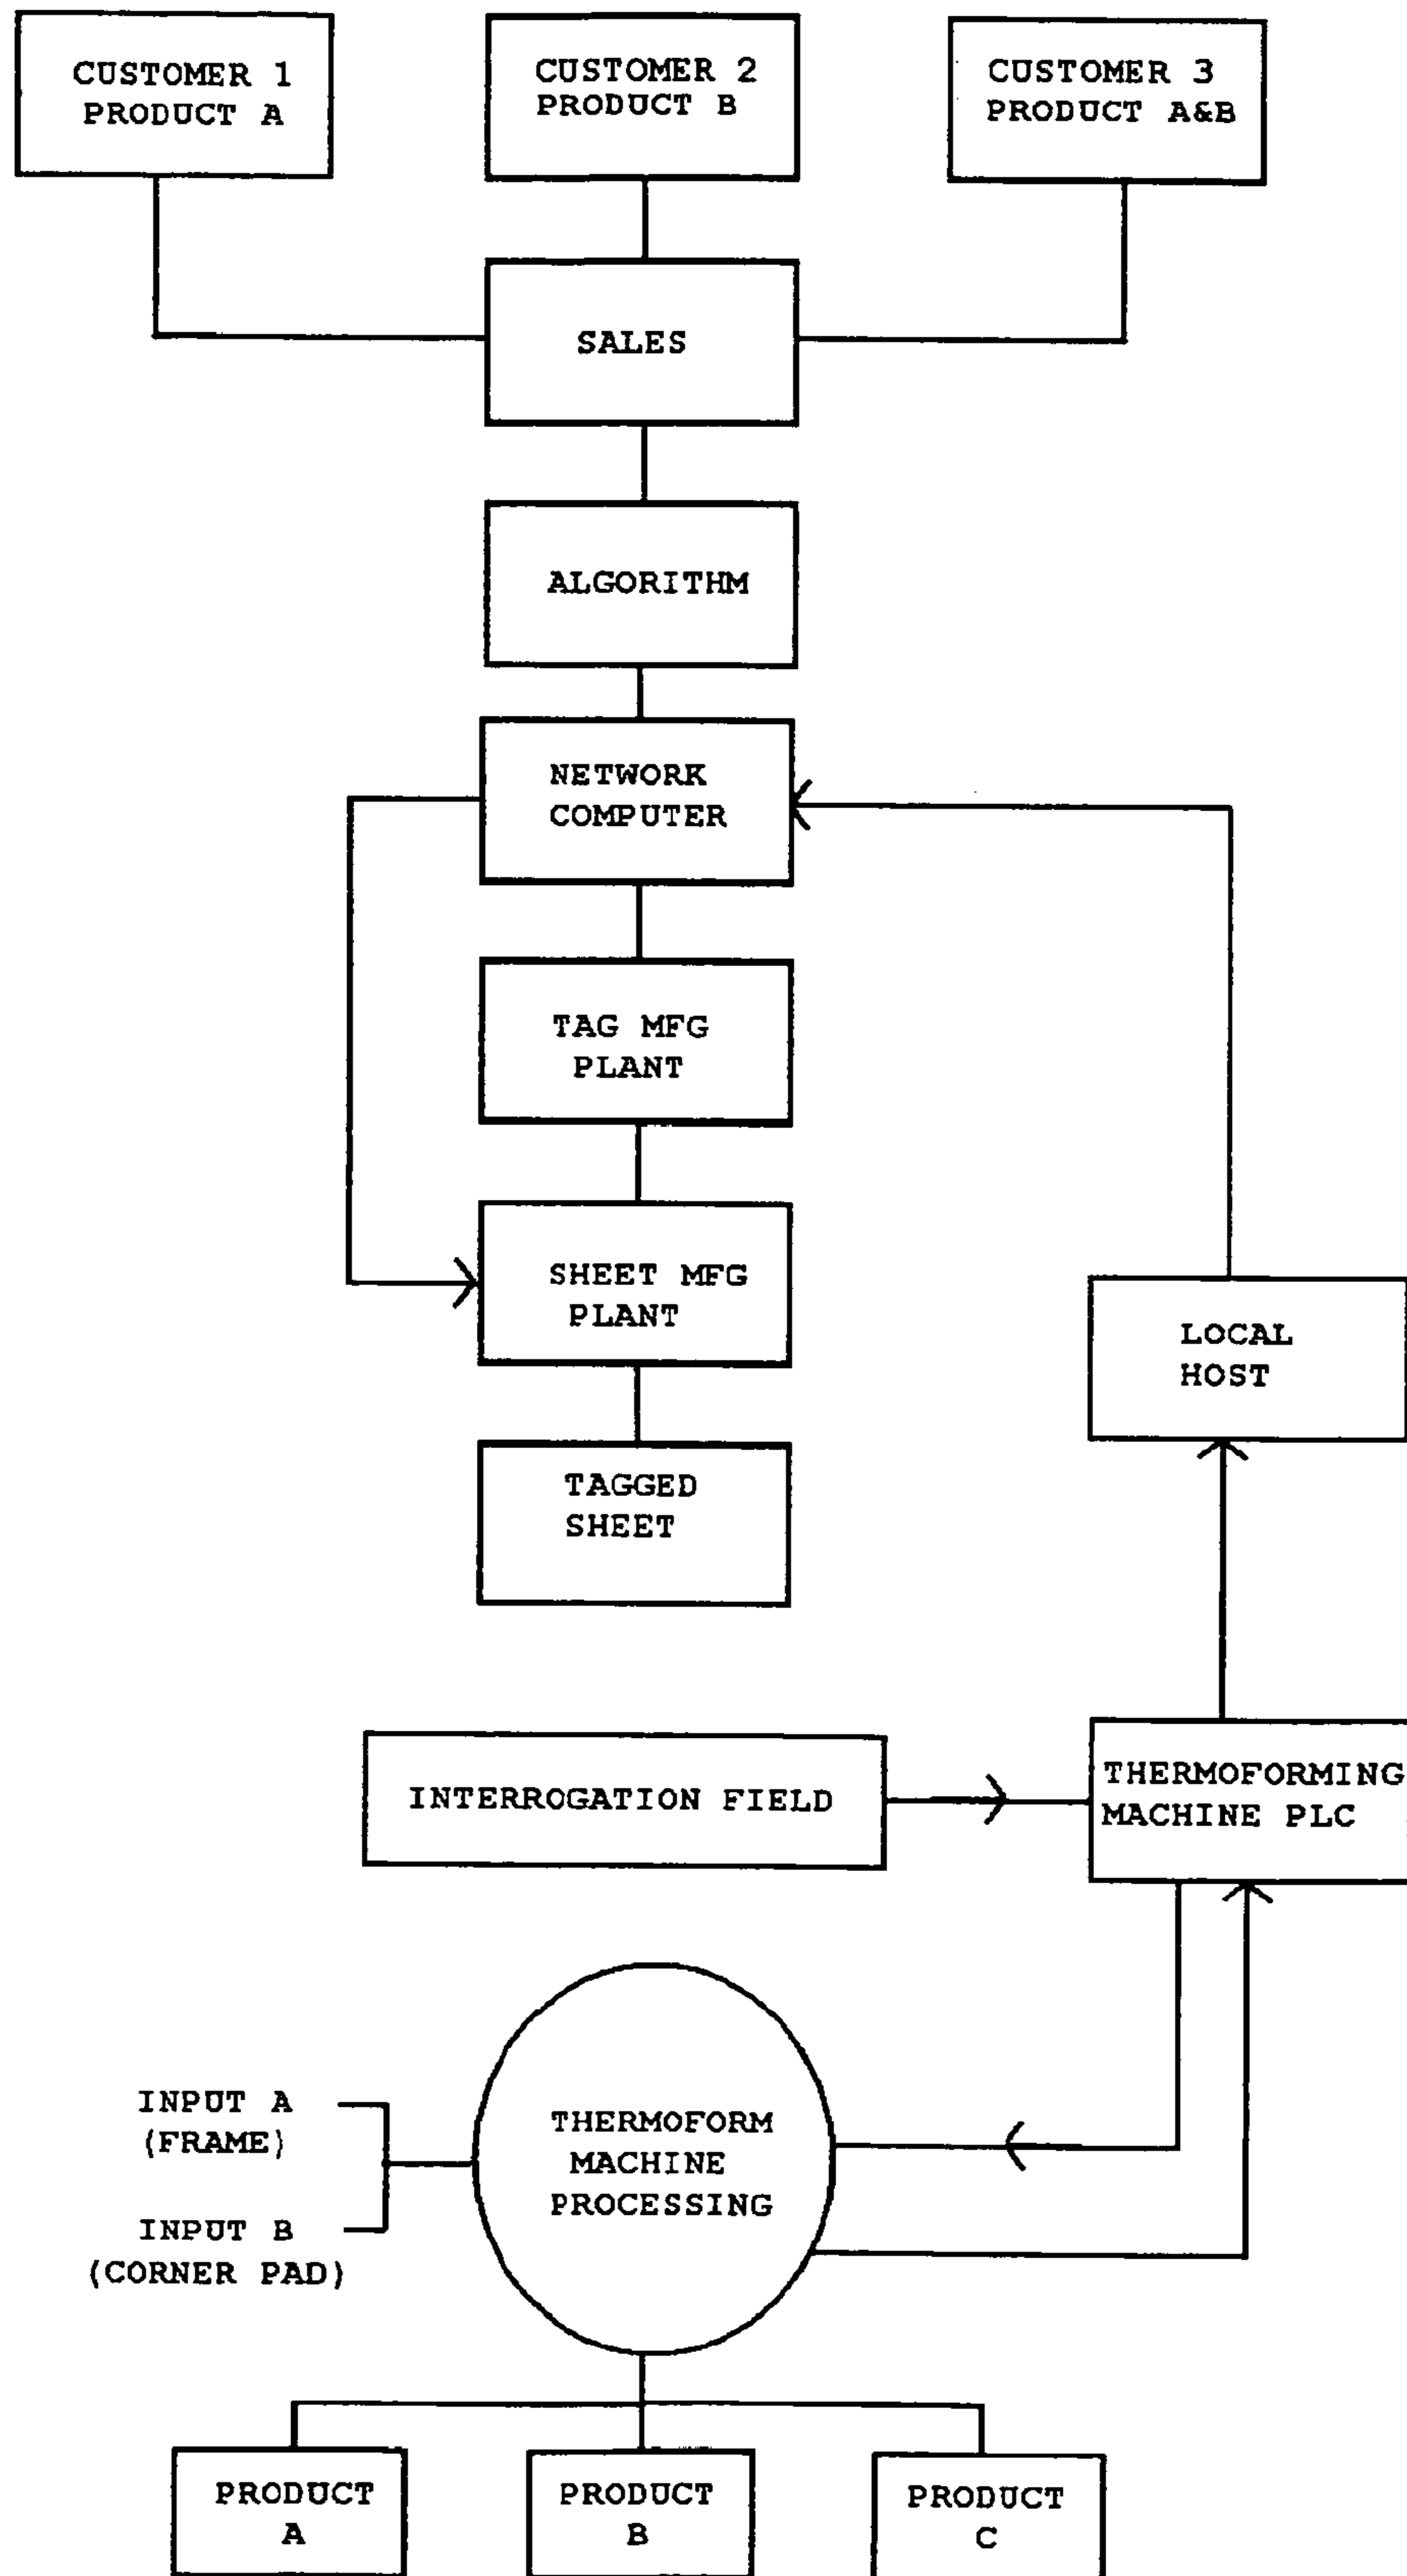 CUSTOMER 1
PRODUCT A
CUSTOMER 2
PRODUCT B
CUSTOMER 3
PRODUCT A&B
SALES
ALGORITHM
NETWORK
COMPUTER
TAG MFG
PLANT
SHEET MFG
PLANT
LOCAL
HOST
TAGGED
SHEET
INTERROGATION FIELD
THERMOFORMING
MACHINE PLC
INPUT A
(FRAME)
INPUT B
(CORNER PAD)
THERMOFORM
MACHINE
PROCESSING
PRODUCT
A
PRODUCT
B
PRODUCT
C